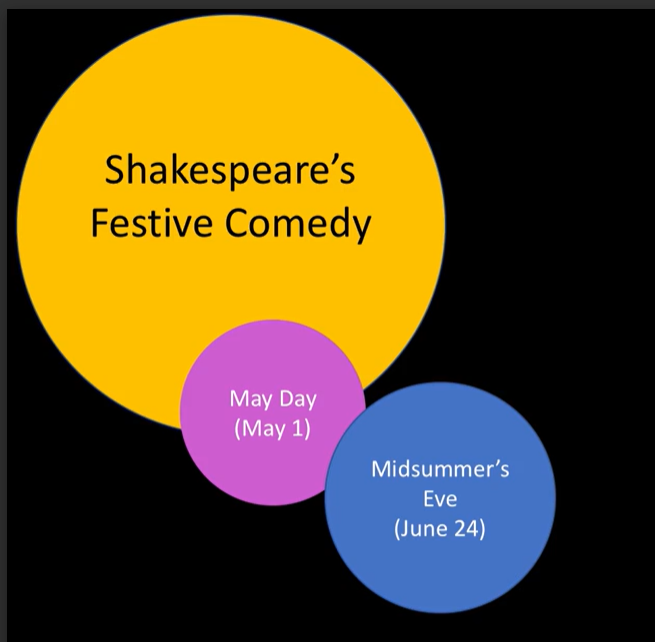 Shakespeare’s
Festive Comedy
May Day
(May 1)
Midsummer’s
Eve
(June 24)